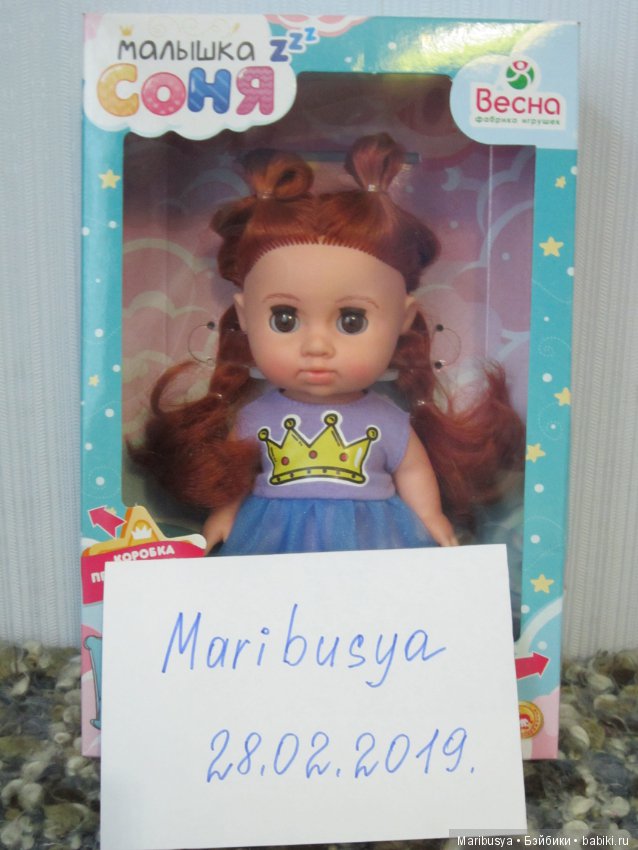 малышка zzz
Соня
Весна
фабрика игрушек
КОРОБКА
Maribusya
28.02.2019.
Maribusya • Бэйбики • babiki.ru